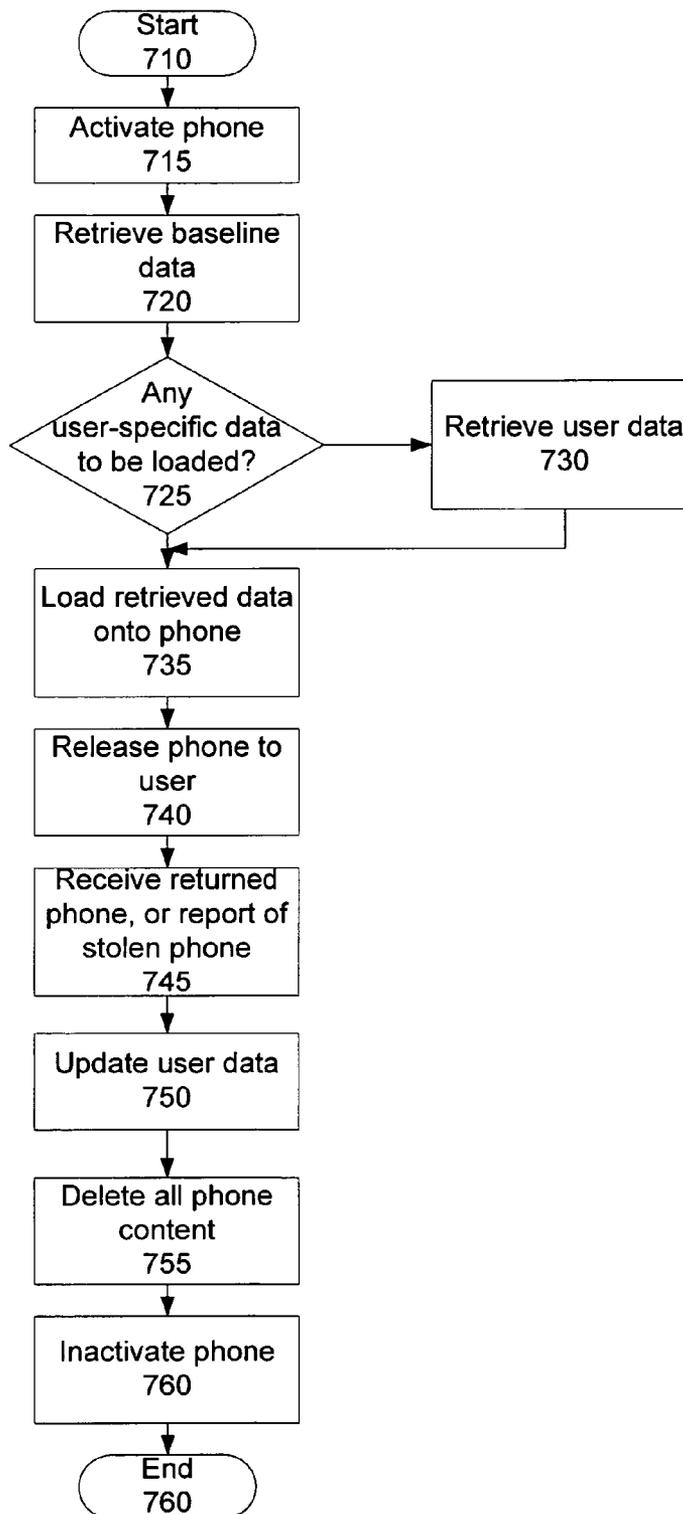 Start
710
Activate phone
715
Retrieve baseline
data
720
Any
user-specific data
to be loaded?
725
Retrieve user data
730
Load retrieved data
onto phone
735
Release phone to
user
740
Receive returned
phone, or report of
stolen phone
745
Update user data
750
Delete all phone
content
755
Inactivate phone
760
End
760